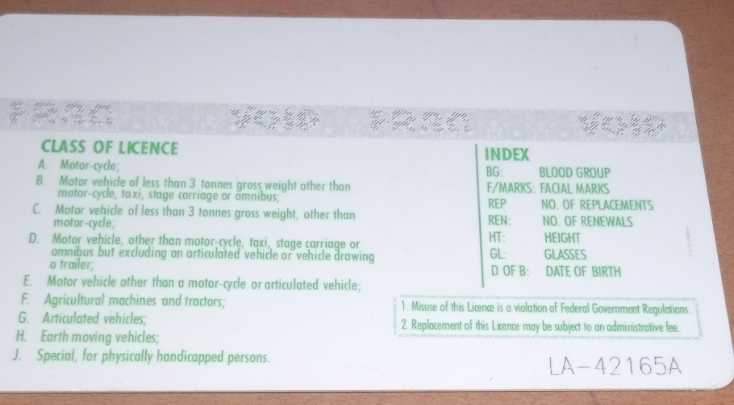 FRSC VOID FRSC VOID
CLASS OF LICENCE
A. Motor-cycle;
B. Motor vehicle of less than 3 tonnes gross weight other than
motor-cycle, taxi, stage carriage or omnibus;
C. Motor vehicle of less than 3 tonnes gross weight, other than
motor-cycle;
D. Motor vehicle, other than motor-cycle, taxi, stage carriage or
omnibus but excluding an articulated vehicle or vehicle drawing
a trailer;
E. Motor vehicle other than a motor-cycle or articulated vehicle;
F. Agricultural machines and tractors;
G. Articulated vehicles;
H. Earth moving vehicles;
J. Special, for physically handicapped persons.
INDEX
BG: BLOOD GROUP
F/MARKS: FACIAL MARKS
REP NO. OF REPLACEMENTS
REN: NO. OF RENEWALS
HT: HEIGHT
GL: GLASSES
D OF B: DATE OF BIRTH
1. Misuse of this Licence is a violation of Federal Government Regulations.
2. Replacement of this Licence may be subject to an administrative fee.
LA-42165A